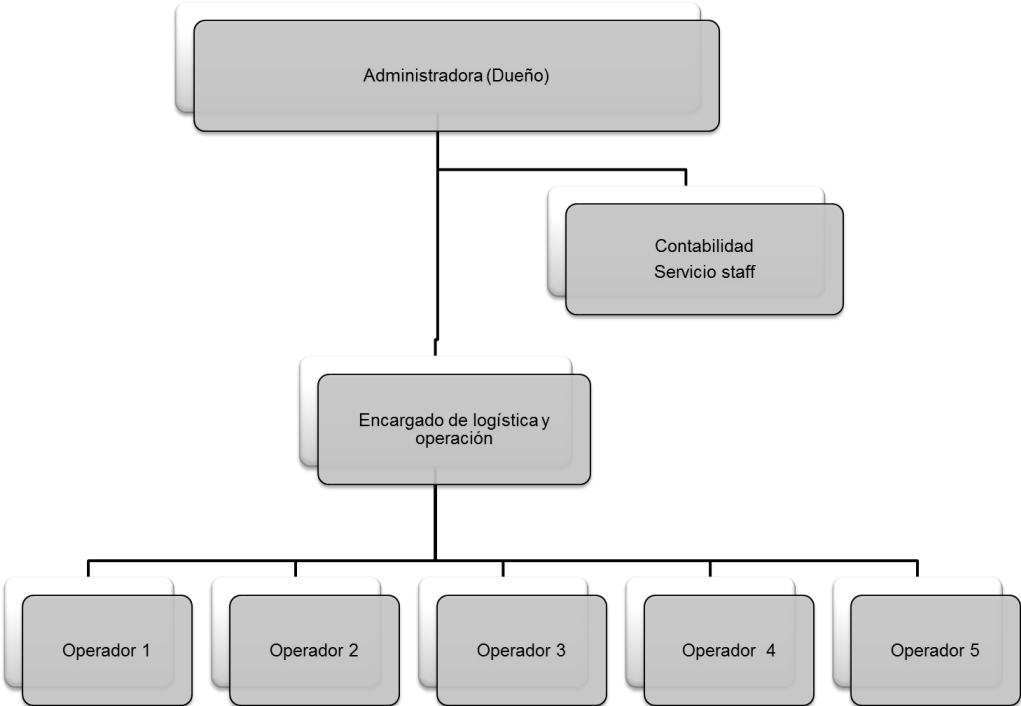 Administradora (Dueño)
Contabilidad
Servicio staff
Encargado de logística y
operación
Operador 1
Operador 2
Operador 3
Operador  4
Operador 5